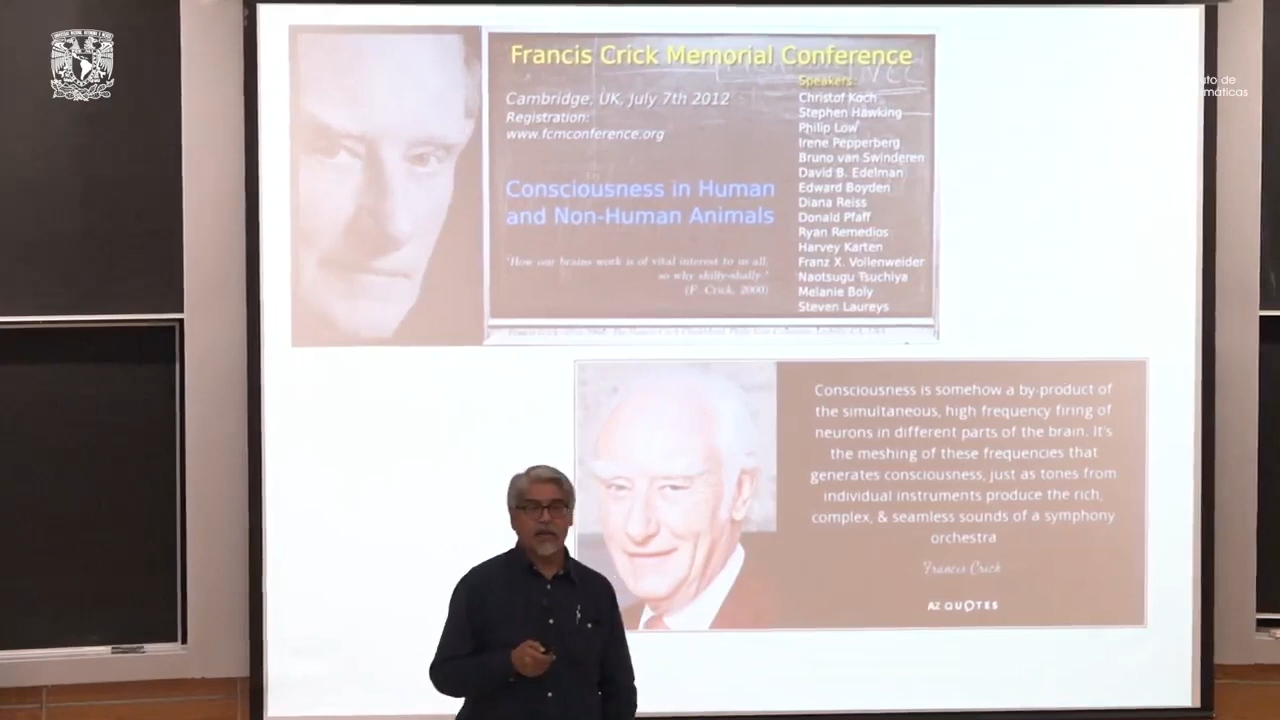 uto de
máticas
Francis Crick Memorial Conference
Cambridge, UK, July 7th 2012
Registration:
www.fcmconference.org
Consciousness in Human
and Non-Human Animals
"How our brains work is of vital interest to us all,
so why shilly-shally."
(F. Crick, 2000)
Speakers:
Christof Koch
Stephen Hawking
Philip Low
Irene Pepperberg
Bruno van Swinderen
David B. Edelman
Edward Boyden
Diana Reiss
Donald Pfaff
Ryan Remedios
Harvey Karten
Franz X. Vollenweider
Naotsugu Tsuchiya
Melanie Boly
Steven Laureys
Consciousness is somehow a by-product of
the simultaneous, high frequency firing of
neurons in different parts of the brain. It's
the meshing of these frequencies that
generates consciousness, just as tones from
individual instruments produce the rich,
complex, & seamless sounds of a symphony
orchestra
Francis Crick
AZ QUOTES